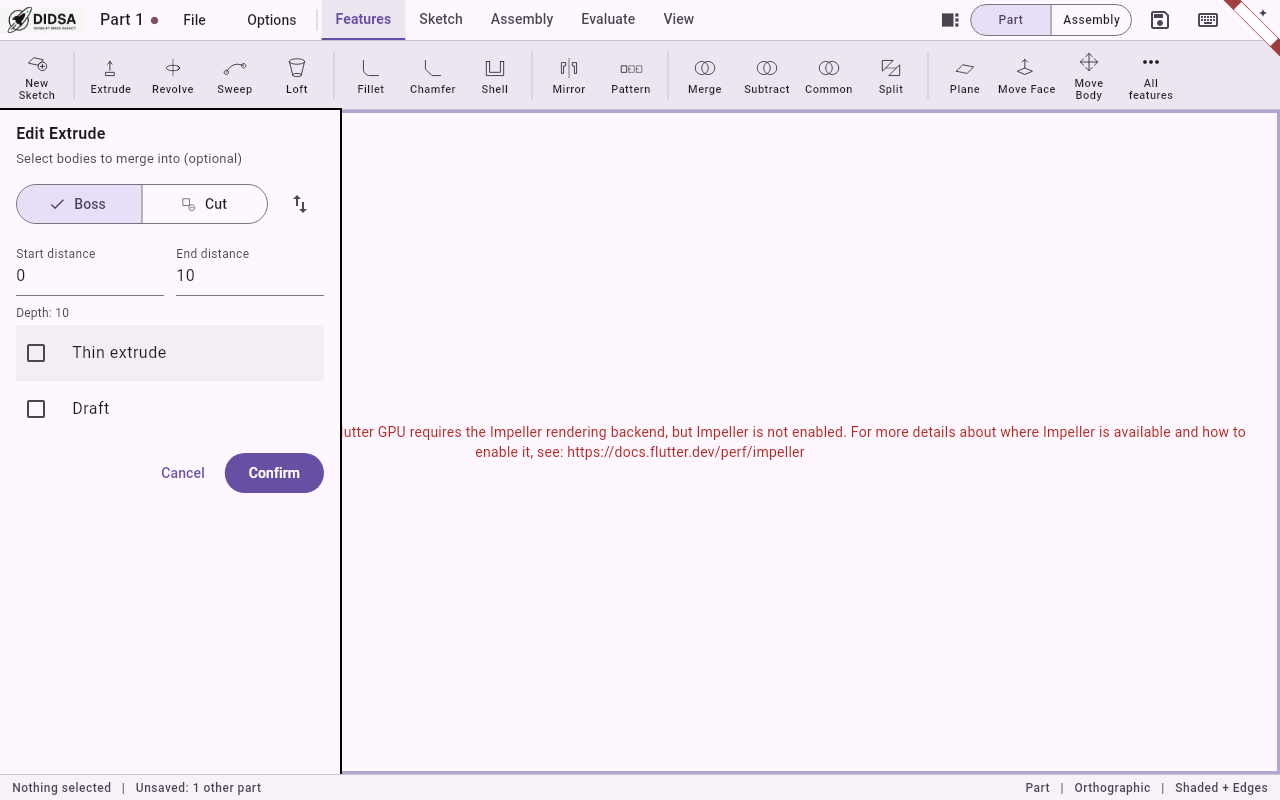 DIDSA
Part 1
File
Options
Features
Sketch
Assembly
Evaluate
View
Part
Assembly
New
Sketch
Extrude
Revolve
Sweep
Loft
Fillet
Chamfer
Shell
Mirror
Pattern
Merge
Subtract
Common
Split
Plane
Move Face
Move
Body
All
features
Edit Extrude
Select bodies to merge into (optional)
Boss
Cut
Start distance
End distance
0
10
Depth: 10
Thin extrude
Draft
Cancel
Confirm
lutter GPU requires the Impeller rendering backend, but Impeller is not enabled. For more details about where Impeller is available and how to
enable it, see: https://docs.flutter.dev/perf/impeller
Nothing selected | Unsaved: 1 other part
Part | Orthographic | Shaded + Edges